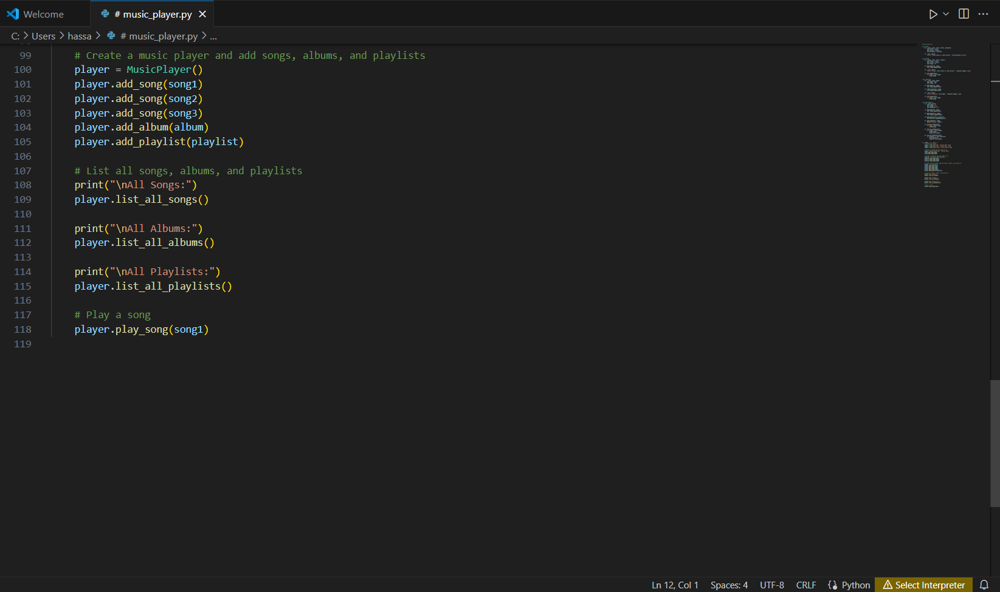 Welcome
# music_player.py
C: > Users > hassa > # music_player.py > ...
99 # Create a music player and add songs, albums, and playlists
100 player = MusicPlayer()
101 player.add_song(song1)
102 player.add_song(song2)
103 player.add_song(song3)
104 player.add_album(album)
105 player.add_playlist(playlist)
106
107 # List all songs, albums, and playlists
108 print("\nAll Songs:")
109 player.list_all_songs()
110
111 print("\nAll Albums:")
112 player.list_all_albums()
113
114 print("\nAll Playlists:")
115 player.list_all_playlists()
116
117 # Play a song
118 player.play_song(song1)
119
Ln 12, Col 1 Spaces: 4 UTF-8 CRLF Python Select Interpreter